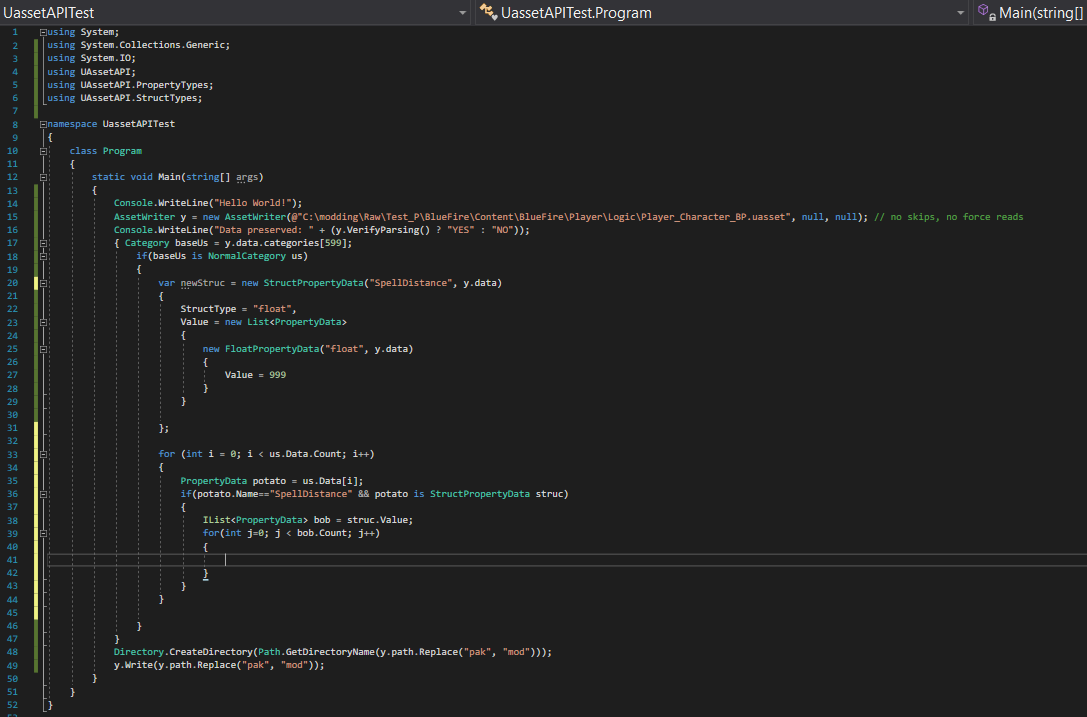 UassetAPITest UassetAPITest.Program Main(string[]
1 using System;
2 using System.Collections.Generic;
3 using System.IO;
4 using UAssetAPI;
5 using UAssetAPI.PropertyTypes;
6 using UAssetAPI.StructTypes;
7
8 namespace UassetAPITest
9 {
10 class Program
11 {
12 static void Main(string[] args)
13 {
14 Console.WriteLine("Hello World!");
15 AssetWriter y = new AssetWriter(@"C:\modding\Raw\Test_P\BlueFire\Content\BlueFire\Player\Logic\Player_Character_BP.uasset", null, null); // no skips, no force reads
16 Console.WriteLine("Data preserved: " + (y.VerifyParsing() ? "YES" : "NO"));
17 { Category baseUs = y.data.categories[599];
18 if(baseUs is NormalCategory us)
19 {
20 var newStruc = new StructPropertyData("SpellDistance", y.data)
21 {
22 StructType = "float",
23 Value = new List<PropertyData>
24 {
25 new FloatPropertyData("float", y.data)
26 {
27 Value = 999
28 }
29 }
30
31 };
32
33 for (int i = 0; i < us.Data.Count; i++)
34 {
35 PropertyData potato = us.Data[i];
36 if(potato.Name=="SpellDistance" && potato is StructPropertyData struc)
37 {
38 IList<PropertyData> bob = struc.Value;
39 for(int j=0; j < bob.Count; j++)
40 {
41
42 }
43 }
44 }
45
46 }
47 }
48 Directory.CreateDirectory(Path.GetDirectoryName(y.path.Replace("pak", "mod")));
49 y.Write(y.path.Replace("pak", "mod"));
50 }
51 }
52 }